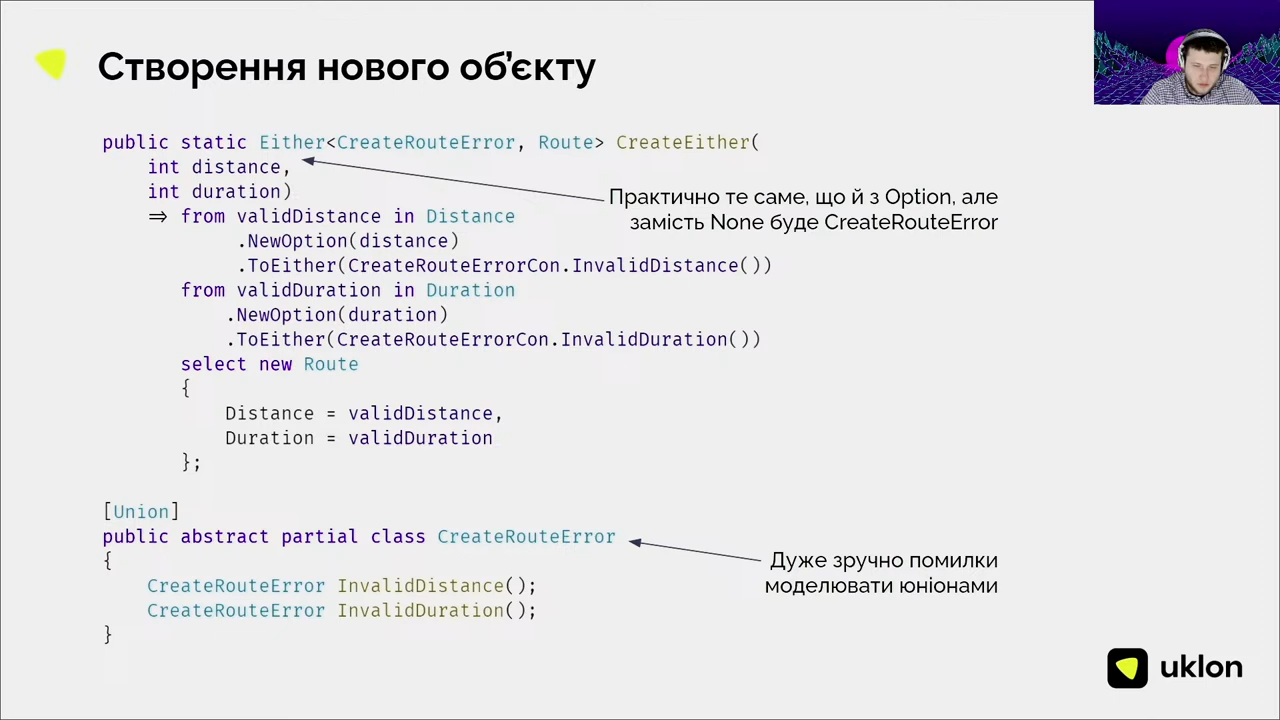 Створення нового об’єкту
public static Either<CreateRouteError, Route> CreateEither(
int distance,
int duration)
=> from validDistance in Distance
.NewOption(distance)
.ToEither(CreateRouteErrorCon.InvalidDistance())
from validDuration in Duration
.NewOption(duration)
.ToEither(CreateRouteErrorCon.InvalidDuration())
select new Route
{
Distance = validDistance,
Duration = validDuration
};
Практично те саме, що й з Option, але
замість None буде CreateRouteError
[Union]
public abstract partial class CreateRouteError
{
CreateRouteError InvalidDistance();
CreateRouteError InvalidDuration();
}
Дуже зручно помилки
моделювати юніонами
uklon